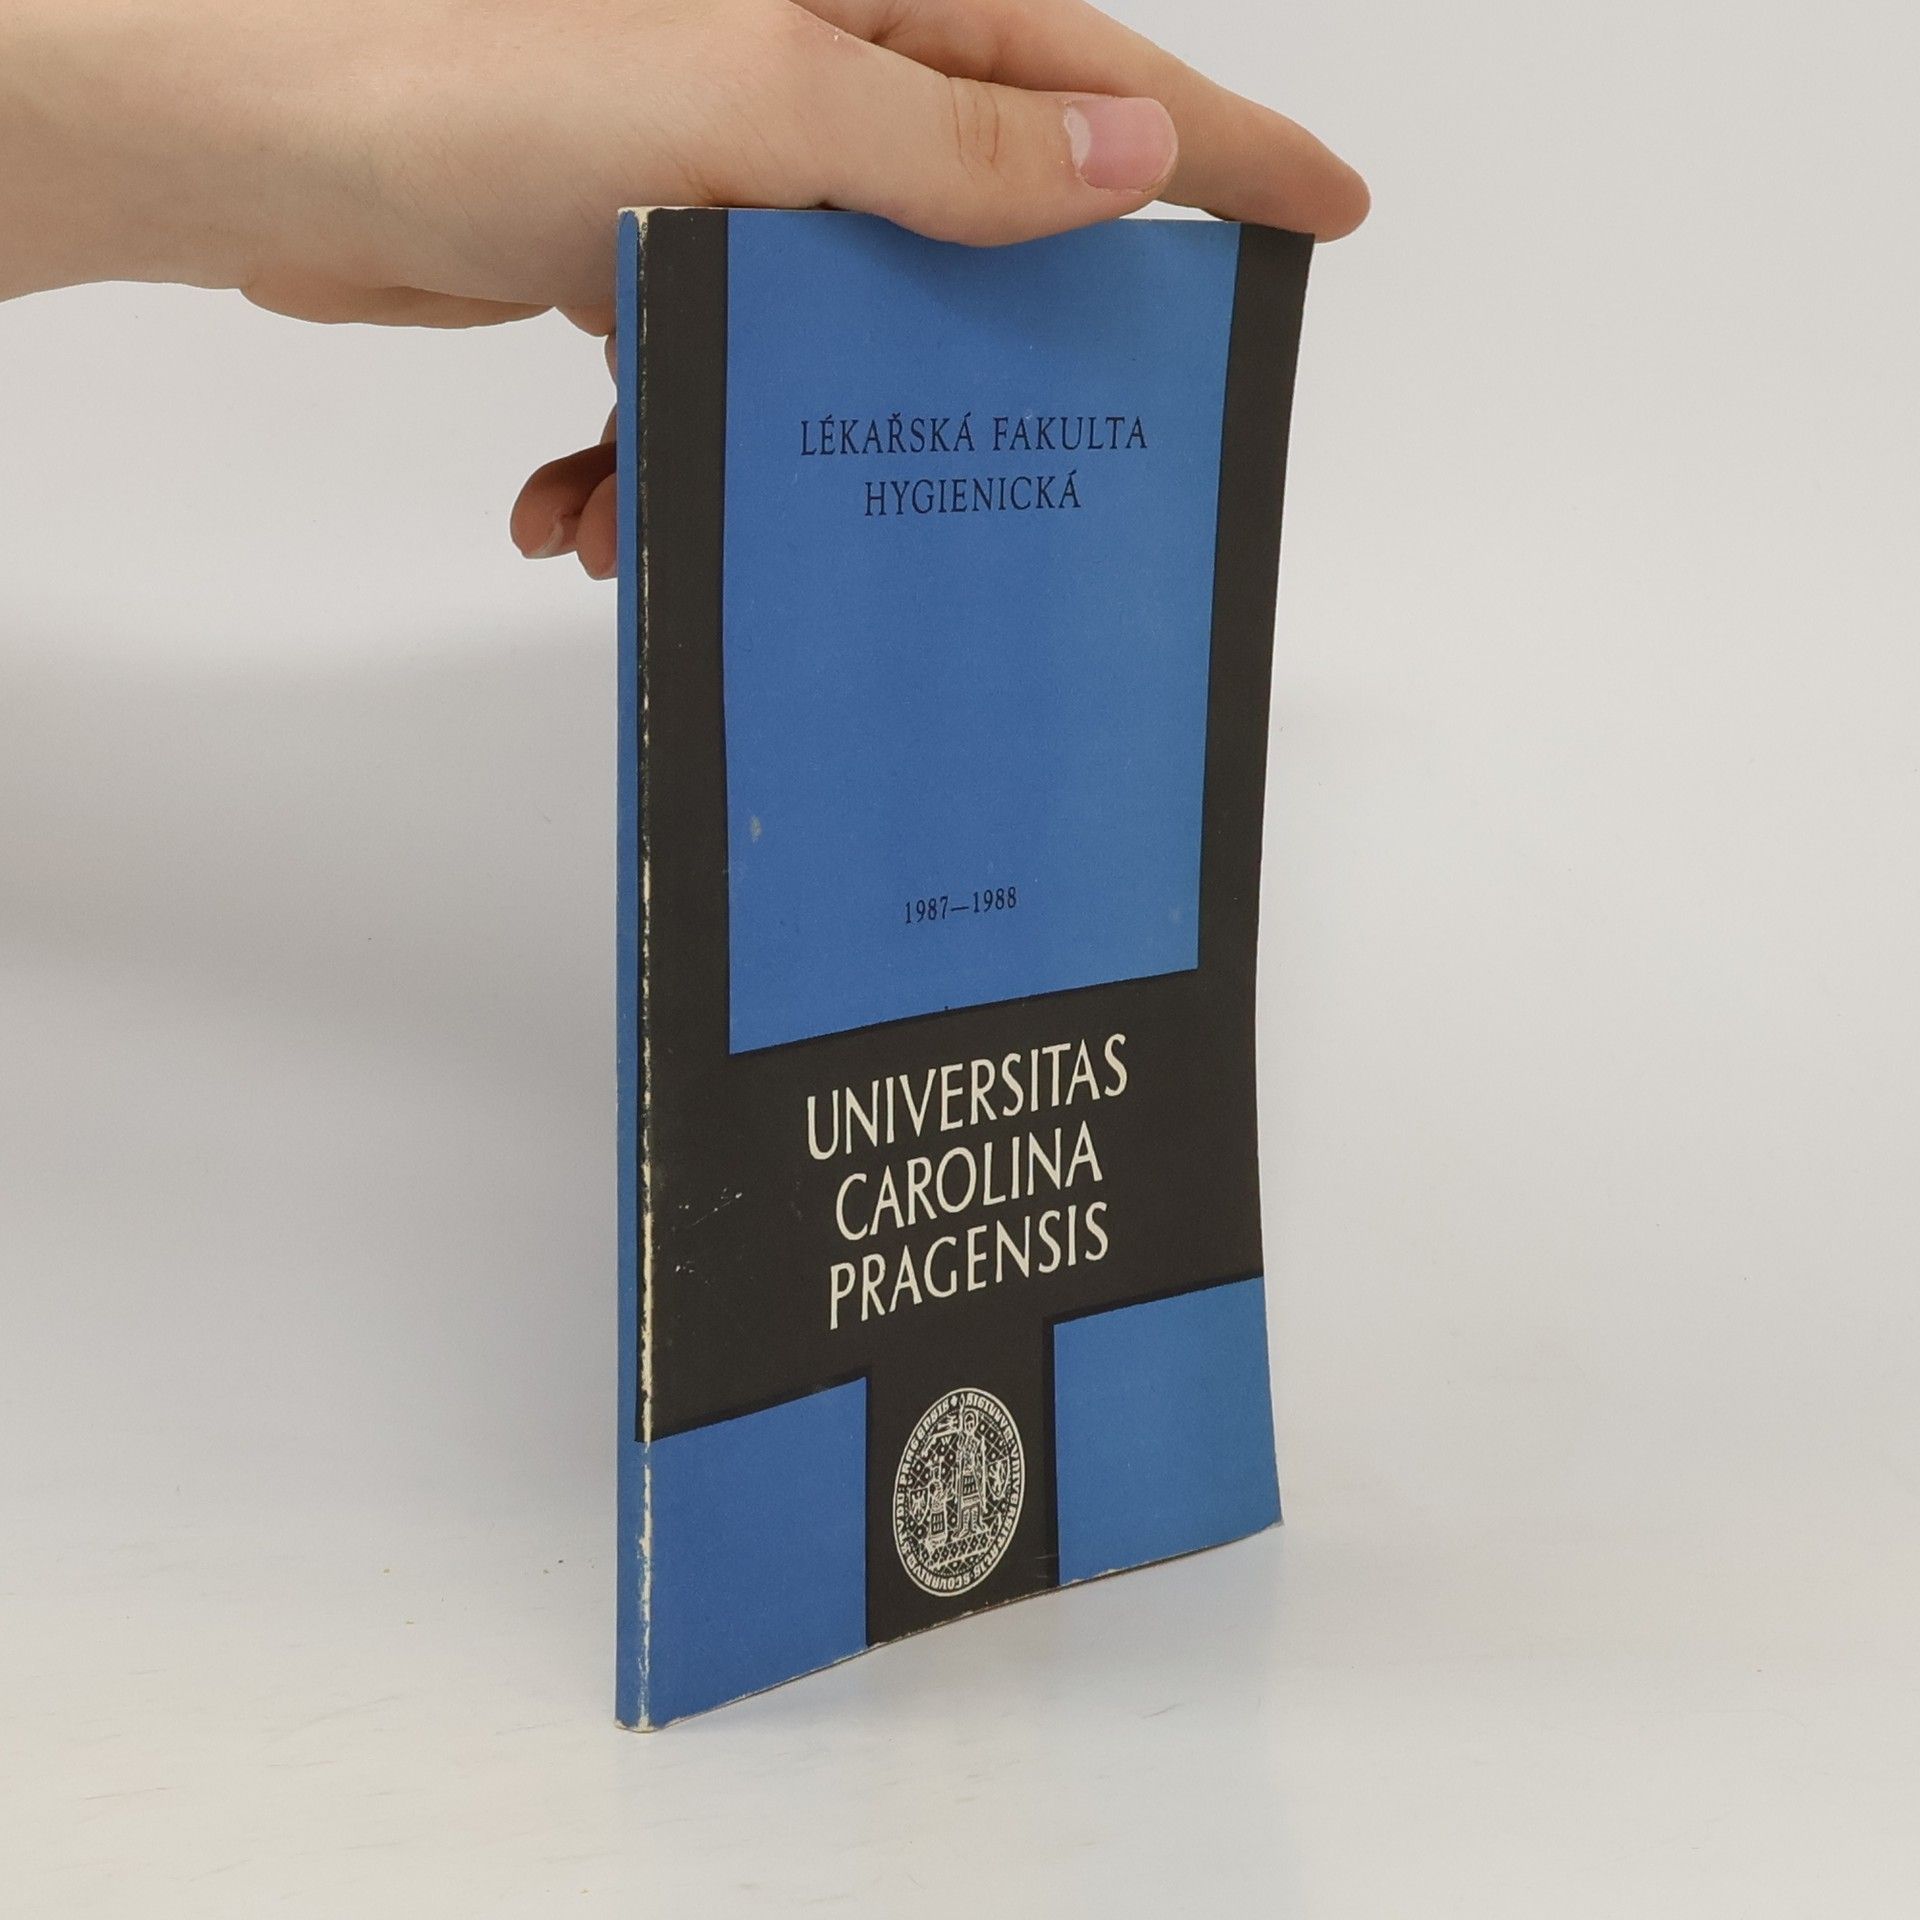 LÉKAŘSKÁ FAKULTA
HYGIENICKÁ
1987—1988
UNIVERSITAS
CAROLINA
PRAGENSIS